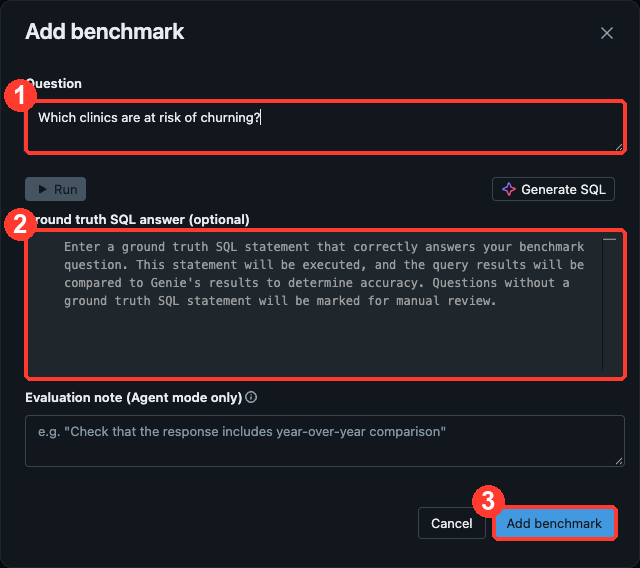 Add benchmark
Question
1
Which clinics are at risk of churning?
Run
Generate SQL
2
Ground truth SQL answer (optional)
Enter a ground truth SQL statement that correctly answers your benchmark
question. This statement will be executed, and the query results will be
compared to Genie's results to determine accuracy. Questions without a
ground truth SQL statement will be marked for manual review.
Evaluation note (Agent mode only)
e.g. "Check that the response includes year-over-year comparison"
3
Cancel
Add benchmark